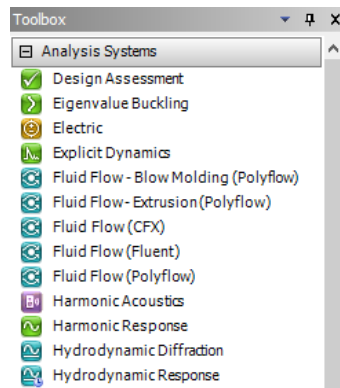 Toolbox
Analysis Systems
Design Assessment
Eigenvalue Buckling
Electric
Explicit Dynamics
Fluid Flow - Blow Molding (Polyflow)
Fluid Flow- Extrusion (Polyflow)
Fluid Flow (CFX)
Fluid Flow (Fluent)
Fluid Flow (Polyflow)
Harmonic Acoustics
Harmonic Response
Hydrodynamic Diffraction
Hydrodynamic Response